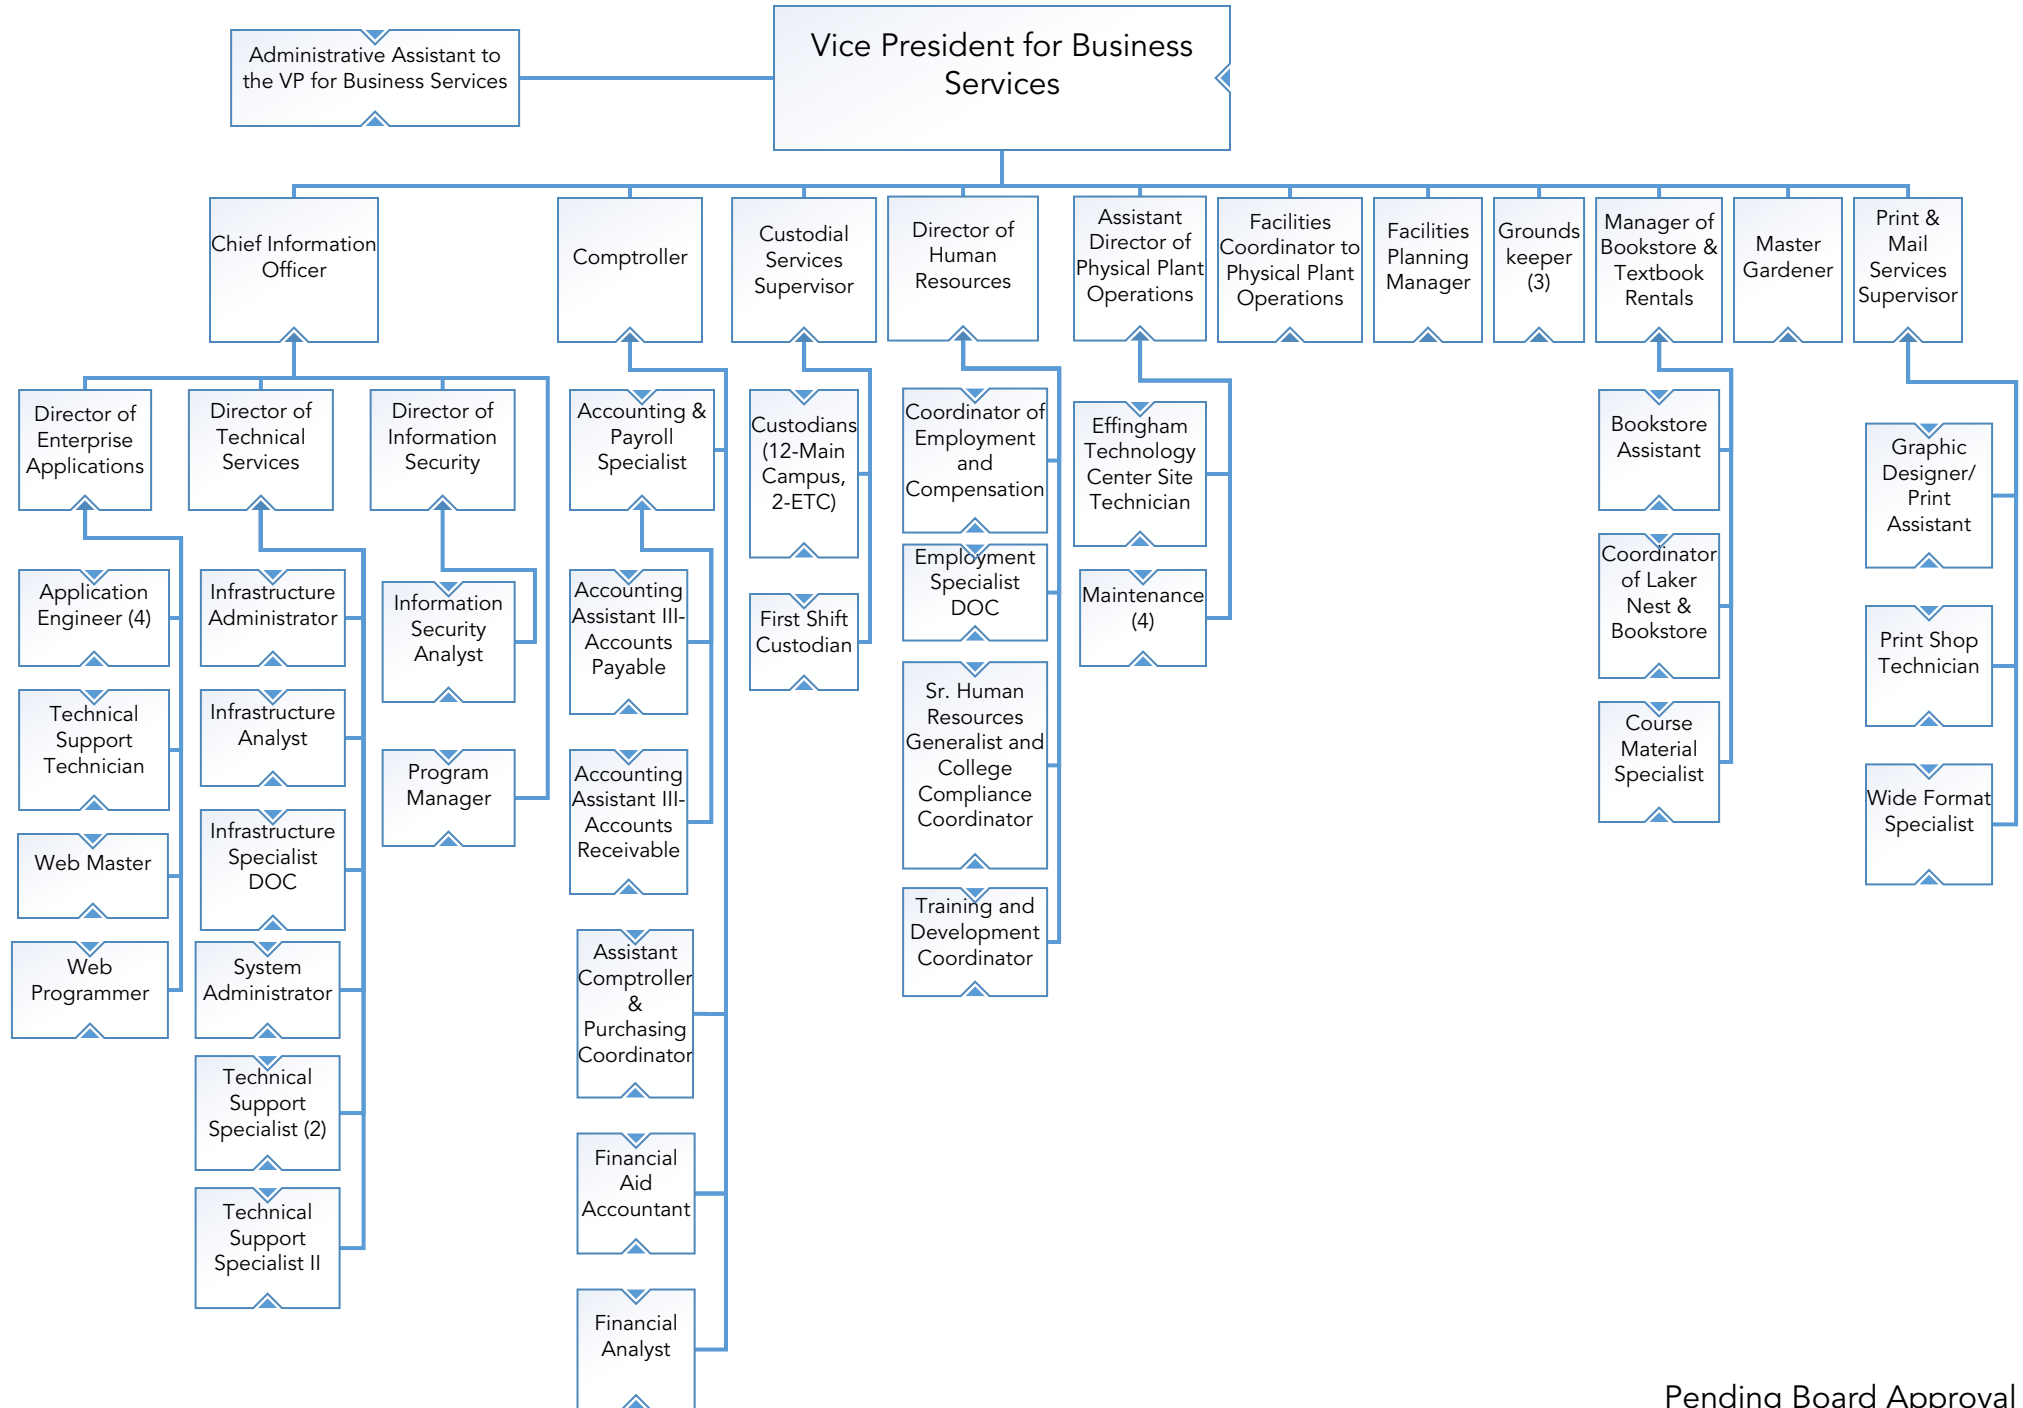 Administrative Assistant to
the VP for Business Services
Vice President for Business
Services
Chief Information
Officer
Comptroller
Custodial
Services
Supervisor
Director of
Human
Resources
Assistant
Director of
Physical Plant
Operations
Facilities
Coordinator to
Physical Plant
Operations
Facilities
Planning
Manager
Grounds
keeper
(3)
Manager of
Bookstore &
Textbook
Rentals
Master
Gardener
Print &
Mail
Services
Supervisor
Director of
Enterprise
Applications
Application
Engineer (4)
Technical
Support
Technician
Web Master
Web
Programmer
Director of
Technical
Services
Infrastructure
Administrator
Infrastructure
Analyst
Infrastructure
Specialist
DOC
System
Administrator
Technical
Support
Specialist (2)
Technical
Support
Specialist II
Director of
Information
Security
Information
Security
Analyst
Program
Manager
Accounting &
Payroll
Specialist
Accounting
Assistant III-
Accounts
Payable
Accounting
Assistant III-
Accounts
Receivable
Assistant
Comptroller
&
Purchasing
Coordinator
Financial
Aid
Accountant
Financial
Analyst
Custodians
(12-Main
Campus,
2-ETC)
First Shift
Custodian
Coordinator of
Employment
and
Compensation
Employment
Specialist
DOC
Sr. Human
Resources
Generalist and
College
Compliance
Coordinator
Training and
Development
Coordinator
Effingham
Technology
Center Site
Technician
Maintenance
(4)
Bookstore
Assistant
Coordinator
of Laker
Nest &
Bookstore
Course
Material
Specialist
Graphic
Designer/
Print
Assistant
Print Shop
Technician
Wide Format
Specialist
Pending Board Approval